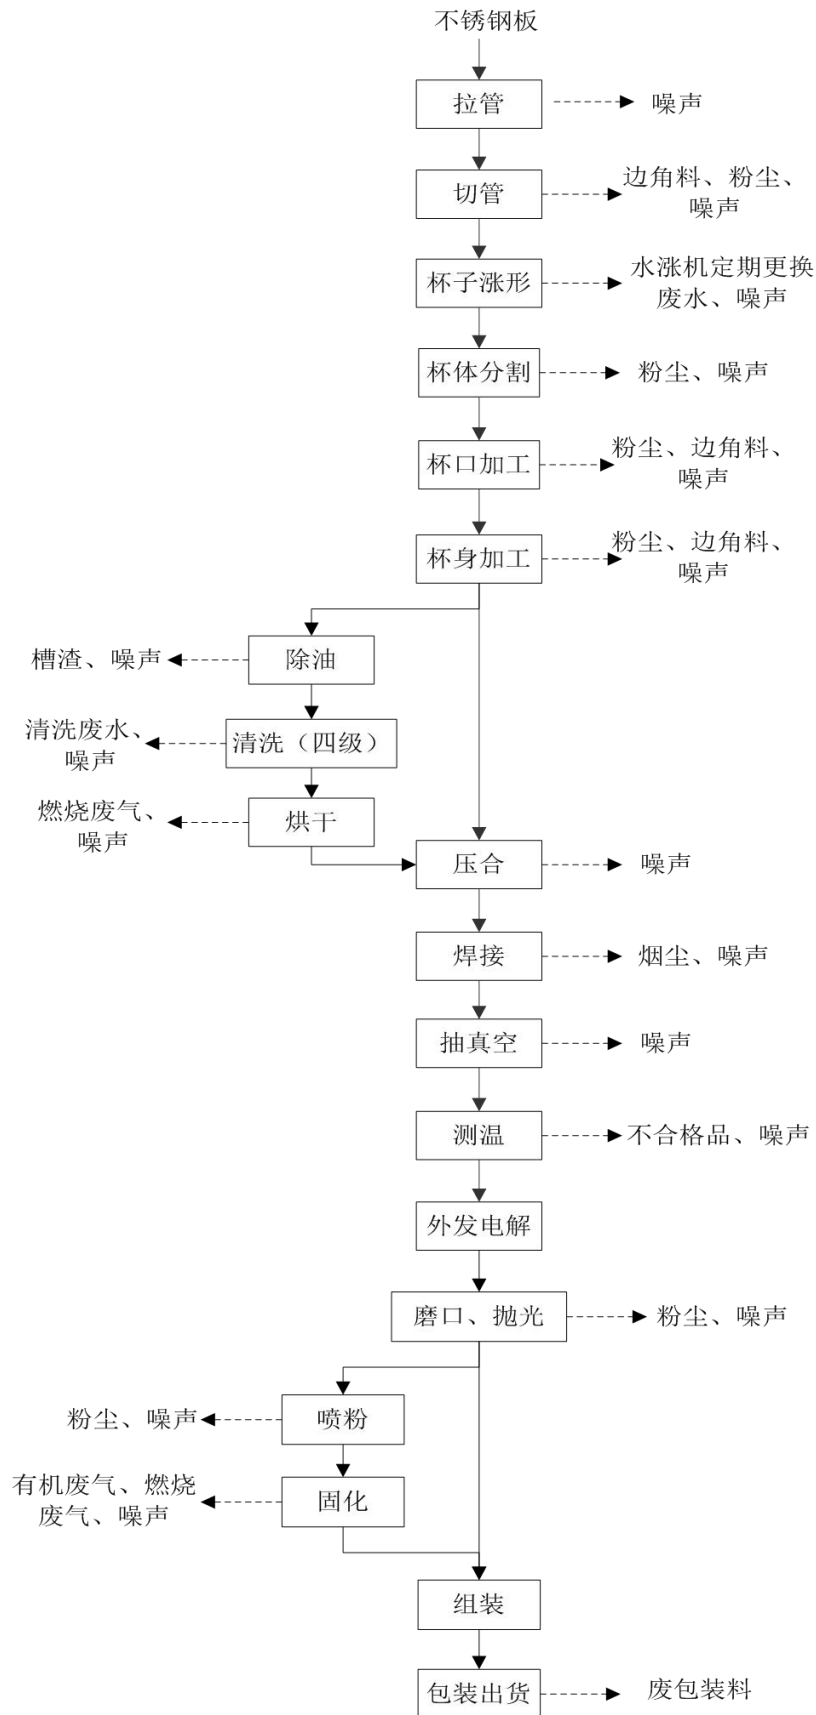 不锈钢板
拉管
噪声
切管
边角料、粉尘、
噪声
杯子涨形
水涨机定期更换
废水、噪声
杯体分割
粉尘、噪声
杯口加工
粉尘、边角料、
噪声
杯身加工
粉尘、边角料、
噪声
槽渣、噪声
除油
清洗废水、
噪声
清洗（四级）
燃烧废气、
噪声
烘干
压合
噪声
焊接
烟尘、噪声
抽真空
噪声
测温
不合格品、噪声
外发电解
磨口、抛光
粉尘、噪声
粉尘、噪声
喷粉
有机废气、燃烧
废气、噪声
固化
组装
包装出货
废包装料